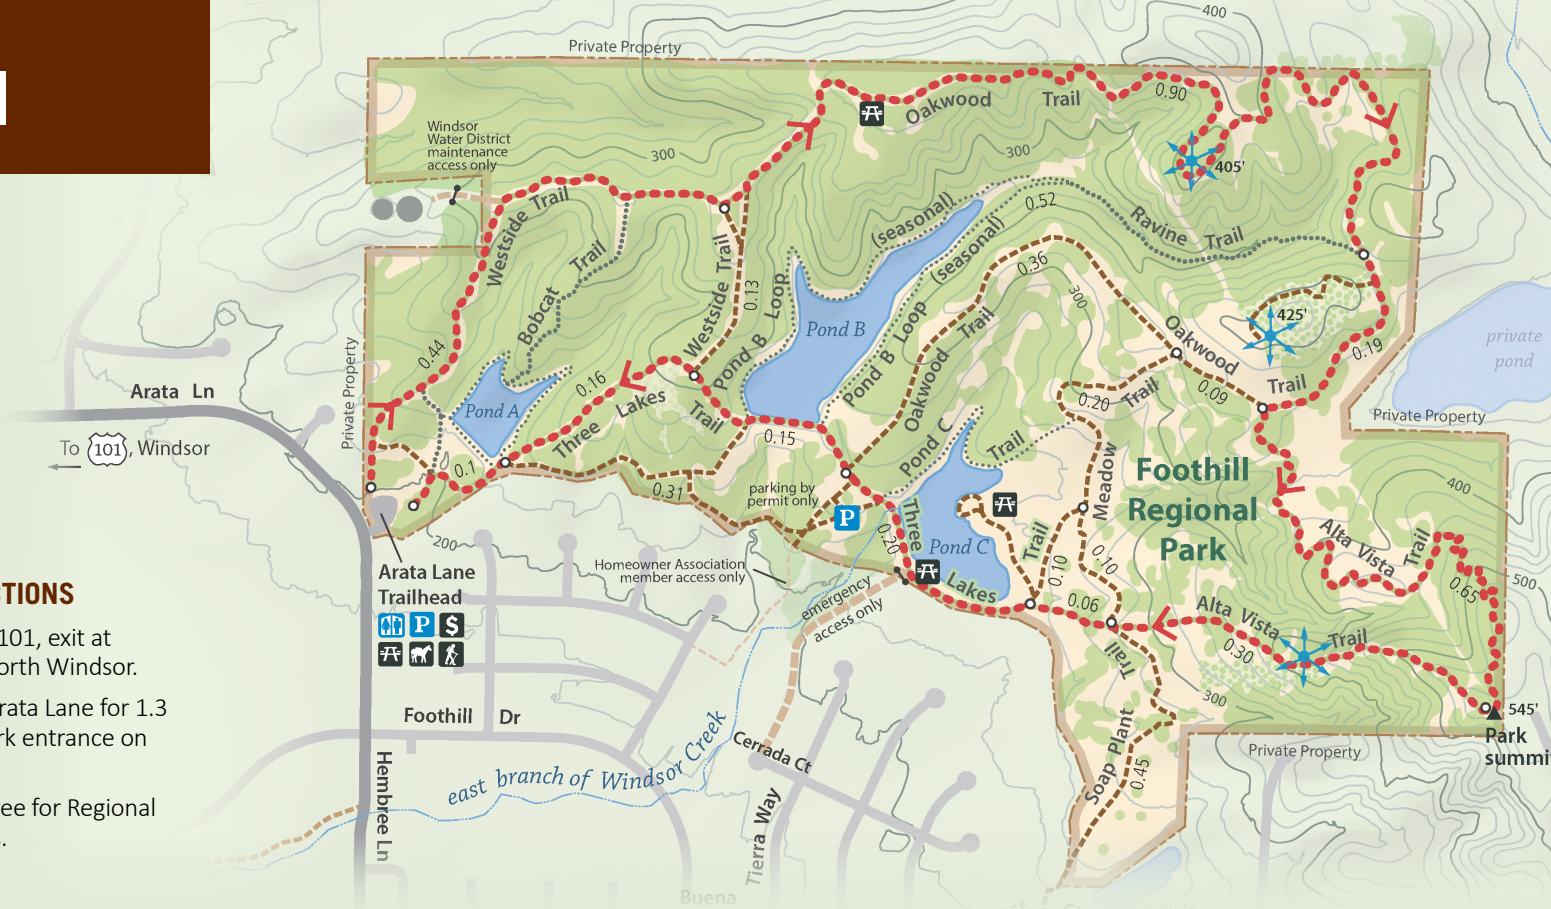 400
Private Property
0.90
Oakwood Trail
Windsor
Water District
maintenance
access only
300
300
405'
(seasonal)
0.52
Westside Trail
Ravine Trail
Bobcat Trail
Westside Trail
0.13
Pond B Loop
(seasonal)
0.36
300
425'
Pond B
Pond B Loop
Oakwood Trail
Oakwood Trail
private
pond
0.44
Private Property
0.19
0.16
0.09
0.20
Trail
Arata Ln
Pond A
Three Lakes Trail
Private Property
0.15
Pond C Trail
To 101, Windsor
0.1
0.31
parking by
permit only
P
Meadow Trail
Foothill
Regional
Park
400
Three Lakes Trail
0.20
Pond C
Alta Vista Trail
200
0.10
0.10
500
Homeowner Association
member access only
Arata Lane
Trailhead
P $
emergency
access only
0.06
0.65
Alta Vista Trail
0.30
CTIONS
101, exit at
orth Windsor.
rata Lane for 1.3
rk entrance on
ree for Regional
s.
300
545'
Park
summi
Foothill Dr
Private Property
Soap Plant
Trail
0.45
Cerrada Ct
east branch of Windsor Creek
Hembree Ln
Tierra Way
Buena